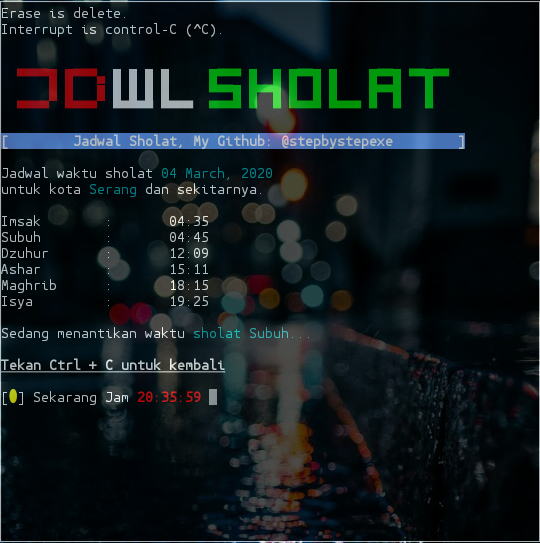 Erase is delete.
Interrupt is control-C (^C).
JDWL SHOLAT
[ Jadwal Sholat, My Github: @stepbystepexe ]
Jadwal waktu sholat 04 March, 2020
untuk kota Serang dan sekitarnya.
Imsak : 04:35
Subuh : 04:45
Dzuhur : 12:09
Ashar : 15:11
Maghrib : 18:15
Isya : 19:25
Sedang menantikan waktu sholat Subuh...
Tekan Ctrl + C untuk kembali
[●] Sekarang Jam 20:35:59